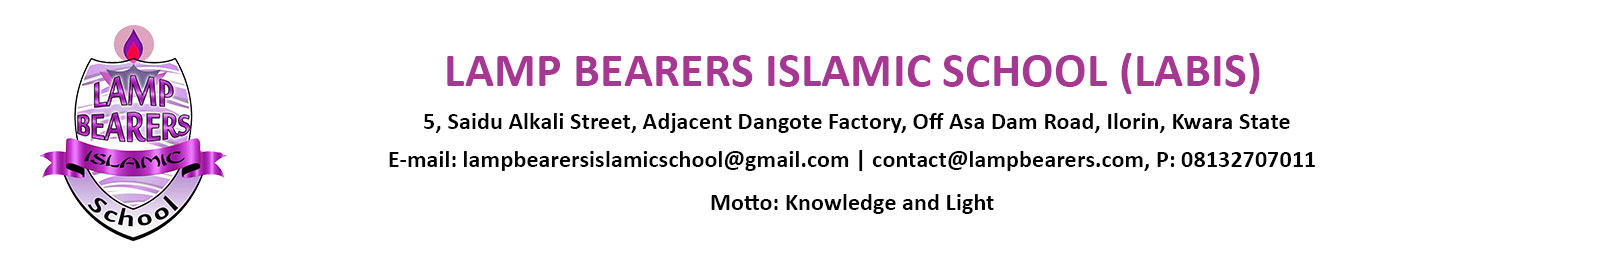 LAMP
BEARERS
ISLAMIC
School
LAMP BEARERS ISLAMIC SCHOOL (LABIS)
5, Saidu Alkali Street, Adjacent Dangote Factory, Off Asa Dam Road, Ilorin, Kwara State
E-mail: lampbearersislamicschool@gmail.com | contact@lampbearers.com, P: 08132707011
Motto: Knowledge and Light